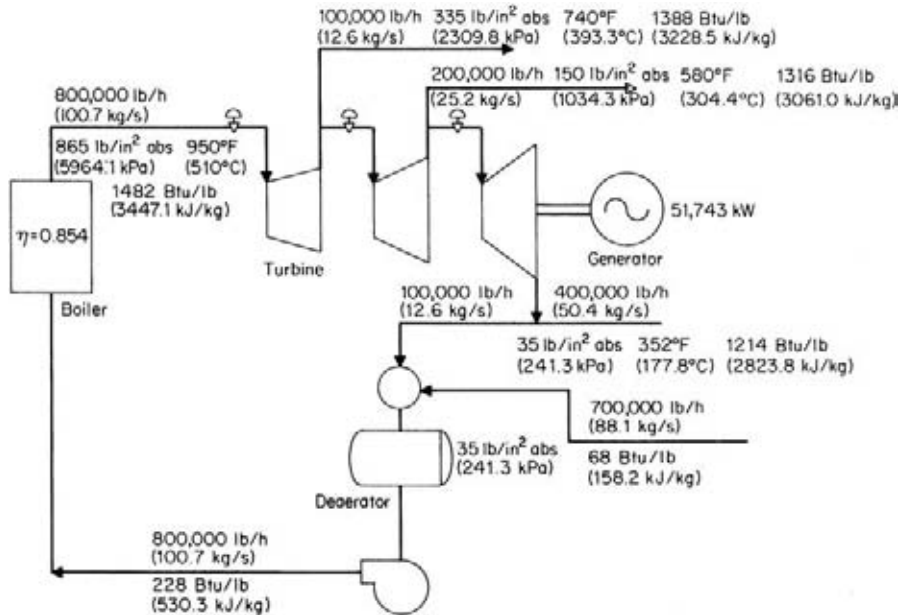 100,000 lb/h 335 lb/in² abs 740°F 1388 Btu/lb
(12.6 kg/s) (2309.8 kPa) (393.3°C) (3228.5 kJ/kg)
200,000 lb/h 150 lb/in² abs 580°F 1316 Btu/lb
(25.2 kg/s) (1034.3 kPa) (304.4°C) (3061.0 kJ/kg)
800,000 lb/h
(100.7 kg/s)
865 lb/in² abs 950°F
(5964.1 kPa) (510°C)
1482 Btu/lb
(3447.1 kJ/kg)
η=0.854
Boiler
Turbine
51,743 kW
Generator
100,000 lb/h 400,000 lb/h
(12.6 kg/s) (50.4 kg/s)
35 lb/in² abs 352°F 1214 Btu/lb
(241.3 kPa) (177.8°C) (2823.8 kJ/kg)
700,000 lb/h
(88.1 kg/s)
68 Btu/lb
(158.2 kJ/kg)
35 lb/in² abs
(241.3 kPa)
Deaerator
800,000 lb/h
(100.7 kg/s)
228 Btu/lb
(530.3 kJ/kg)